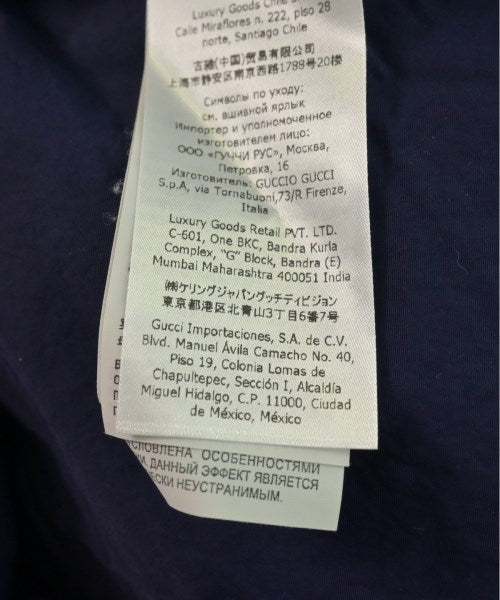 Luxury Goods Chile
Calle Miraflores n. 222, piso 28
norte, Santiago Chile
古驰(中国)贸易有限公司
上海市静安区南京西路1788号20楼
Символы по уходу:
см. вшивной ярлык
Импортер и уполномоченное
изготовителем лицо:
ООО «ГУЧЧИ РУС», Москва,
Петровка, 16
Изготовитель: GUCCIO GUCCI
S.p.A, via Tornabuoni,73/R Firenze,
Italia
Luxury Goods Retail PVT. LTD.
C-601, One BKC, Bandra Kurla
Complex, "G" Block, Bandra (E)
Mumbai Maharashtra 400051 India
㈱ケリングジャパングッチディビジョン
東京都港区北青山3丁目6番7号
Gucci Importaciones, S.A. de C.V.
Blvd. Manuel Ávila Camacho No. 40,
Piso 19, Colonia Lomas de
Chapultepec, Sección I, Alcaldía
Miguel Hidalgo, C.P. 11000, Ciudad
de México, México
ОСОБЕННОСТЯМИ
ДАННЫЙ ЭФФЕКТ ЯВЛЯЕТСЯ
НЕУСТРАНИМЫМ.